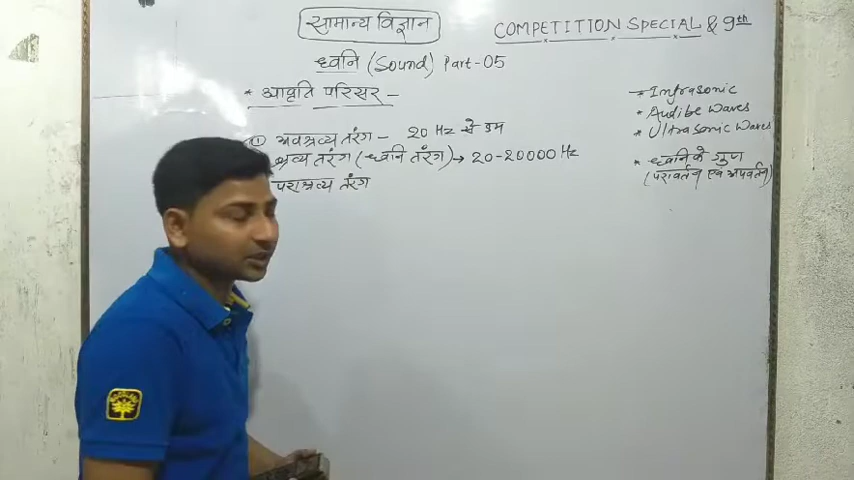 सामान्य विज्ञान
COMPETITION SPECIAL & 9th
ध्वनि (Sound) Part-05
* आवृति परिसर -
① अवश्रव्य तरंग - 20 Hz से कम
श्रव्य तरंग (ध्वनि तरंग) → 20-20000 Hz
पराश्रव्य तरंग
* Infrasonic
* Audibe waves
* Ultrasonic waves
* ध्वनि के गुण
(परावर्तन एवं अपवर्तन)